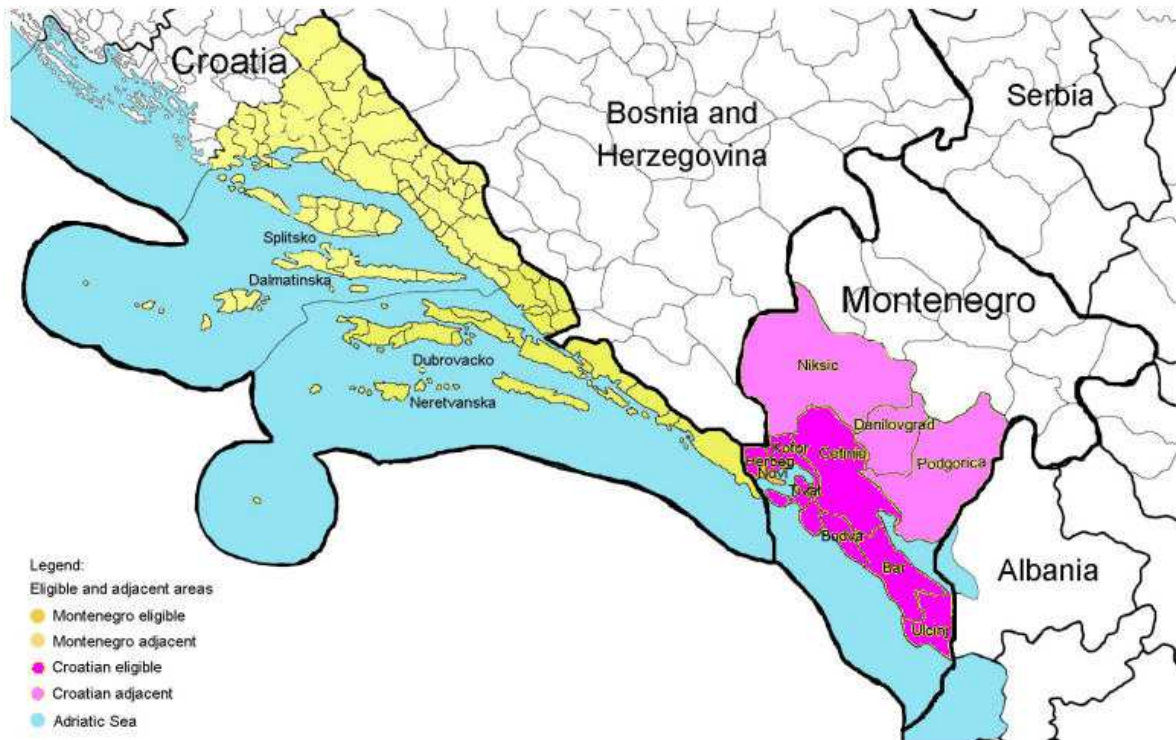 Croatia
Bosnia and
Herzegovina
Serbia
Montenegro
Albania
Splitsko
Dalmatinska
Dubrovacko
Neretvanska
Niksic
Danilovgrad
Podgorica
Kotor
Cetinje
Herceg
Novi
Tivat
Budva
Bar
Ulcinj
Legend:
Eligible and adjacent areas
Montenegro eligible
Montenegro adjacent
Croatian eligible
Croatian adjacent
Adriatic Sea